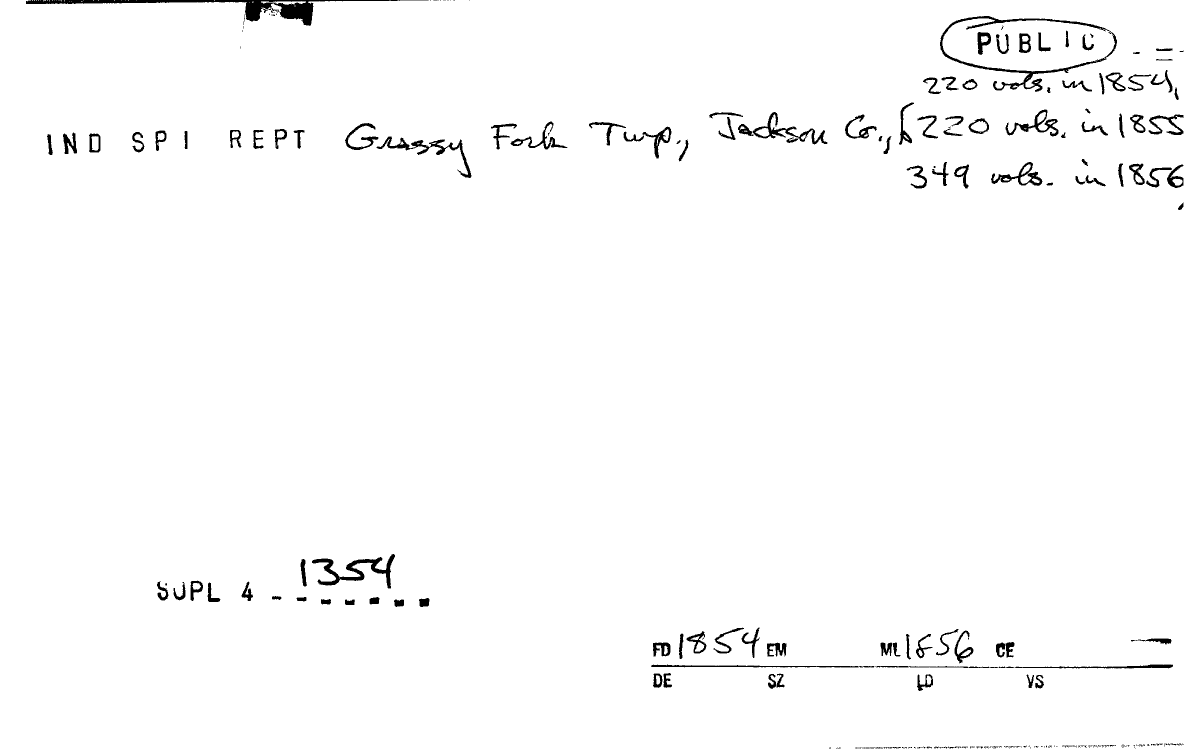 PUBLIC
220 vols. in 1854,
IND SPI REPT Grassy Fork Twp., Jackson Co., 220 vols. in 1855
349 vols. in 1856,
SUPL 4 - 1354
FD 1854 EM ML 1856 CE
DE SZ LD VS